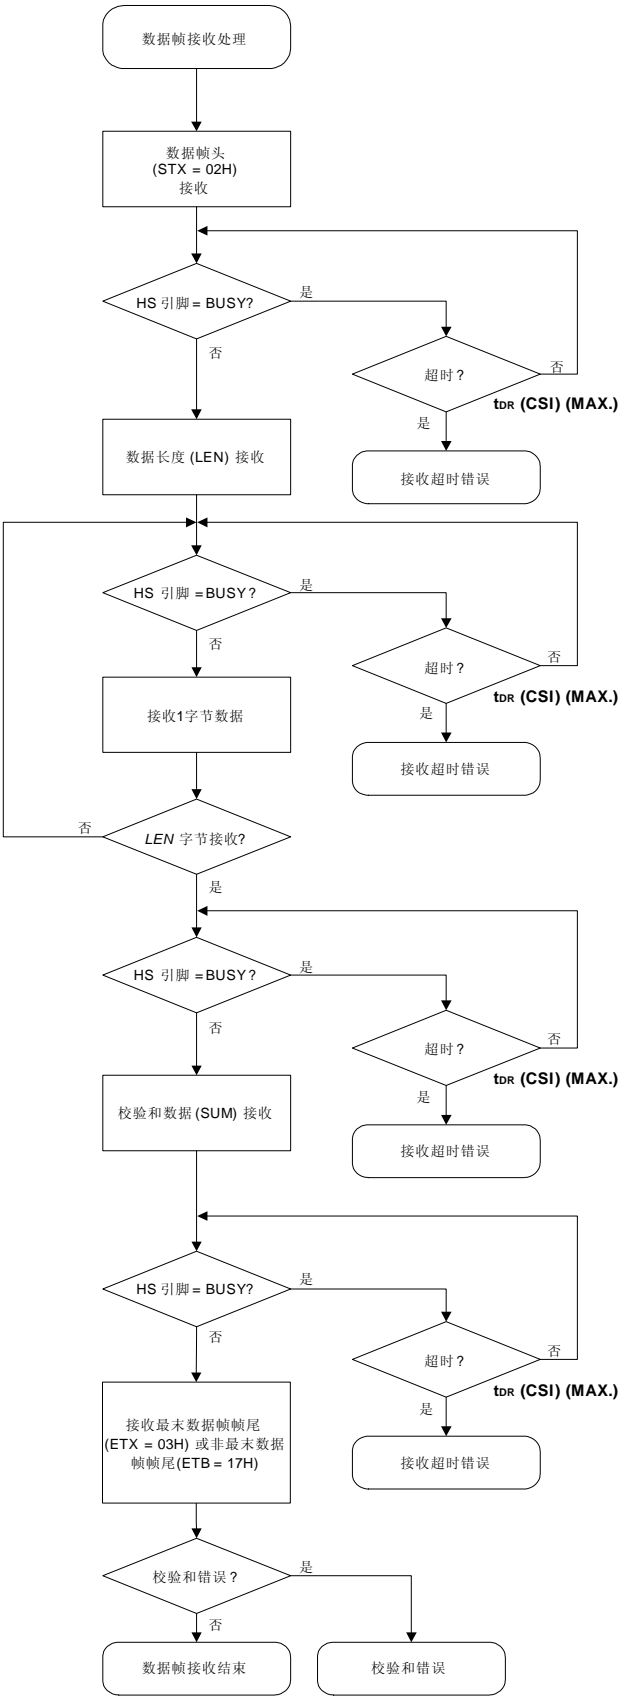 数据帧接收处理
数据帧头
(STX = 02H)
接收
HS 引脚 = BUSY?
是
否
超时?
否
tDR (CSI) (MAX.)
是
数据长度 (LEN) 接收
接收超时错误
HS 引脚 = BUSY?
是
否
超时?
否
tDR (CSI) (MAX.)
是
接收1字节数据
接收超时错误
否
LEN 字节接收?
是
HS 引脚 = BUSY?
是
否
超时?
否
tDR (CSI) (MAX.)
是
校验和数据 (SUM) 接收
接收超时错误
HS 引脚 = BUSY?
是
否
超时?
否
tDR (CSI) (MAX.)
是
接收最末数据帧帧尾
(ETX = 03H) 或非最末数据
帧帧尾(ETB = 17H)
接收超时错误
校验和错误?
是
否
数据帧接收结束
校验和错误